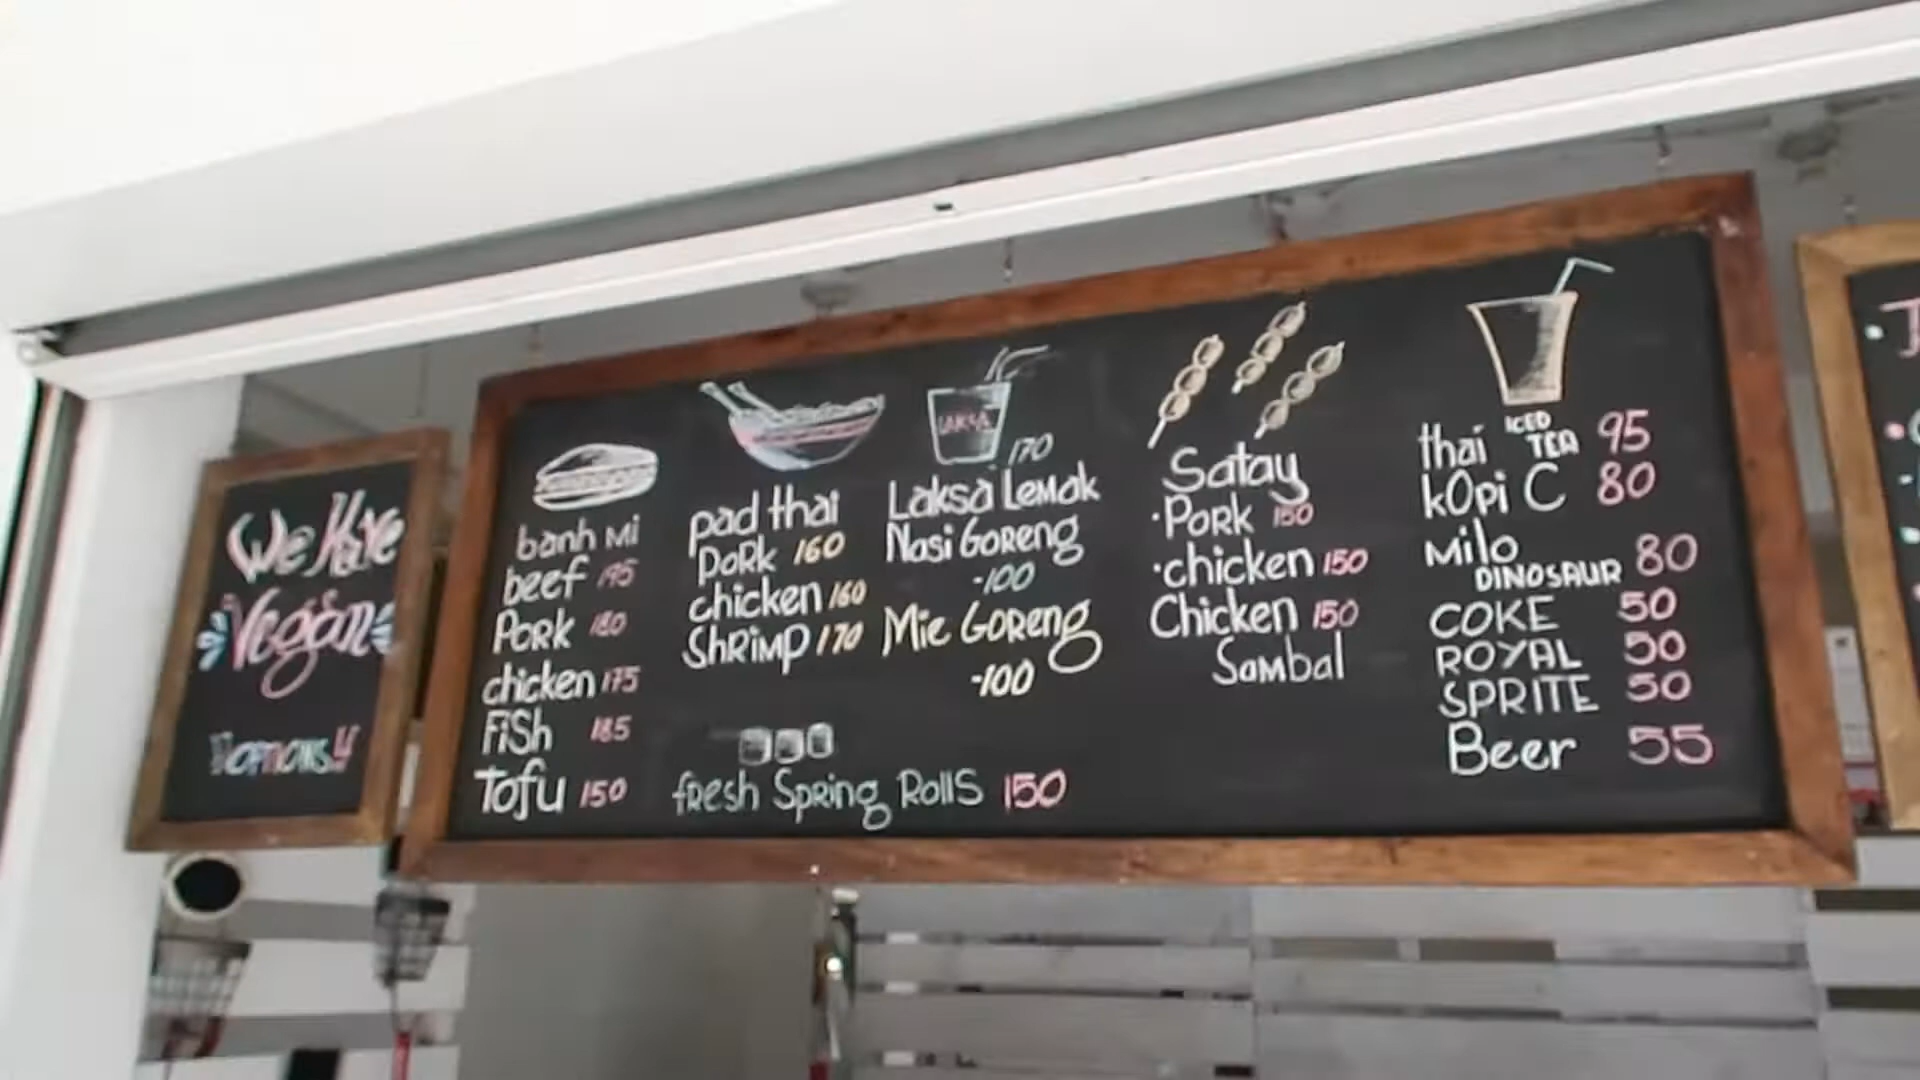 We Have
Vegan
OPTIONS!!
banh Mi
beef 195
PORK 180
chicken 175
FiSh 185
Tofu 150
pad thai
PoRk 160
chicken 160
ShRiMp 170
LAKSA
170
Laksa LeMak
Nasi GoReng
-100
Mie GoReng
-100
fResh SpRing RollS 150
Satay
·PoRk 150
·chicken 150
Chicken 150
Sambal
thai ICED TEA 95
kOpi C 80
Milo
DINOSAUR 80
COKE 50
ROYAL 50
SPRITE 50
Beer 55